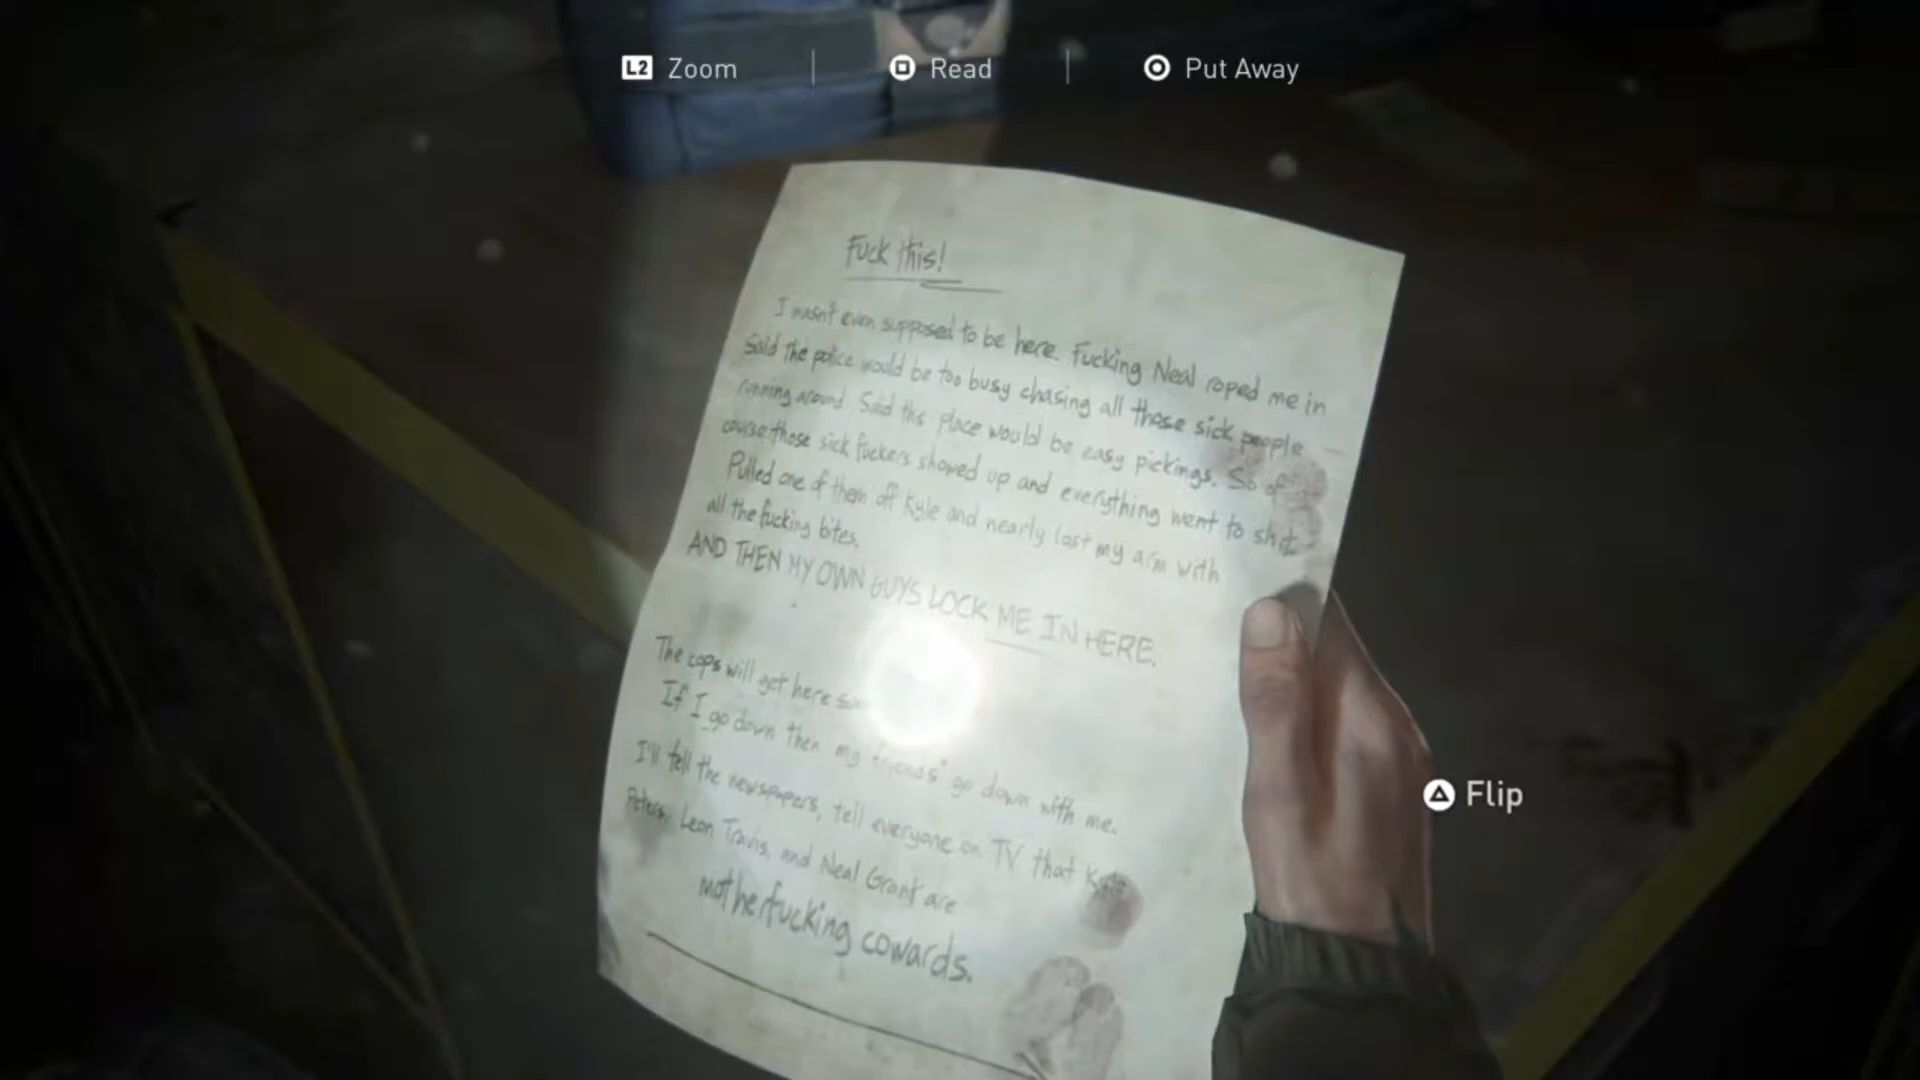 L2 Zoom | Read | Put Away
Fuck this!
I wasn't even supposed to be here. Fucking Neal roped me in
Said the police would be too busy chasing all those sick people
running around. Said this place would be easy pickings. So of
course those sick fuckers showed up and everything went to shit.
Pulled one of them off Kyle and nearly lost my arm with
all the fucking bites.
AND THEN MY OWN GUYS LOCK ME IN HERE.
The cops will get here
If I go down then my "friends" go down with me.
I'll tell the newspapers, tell everyone on TV that Kyle
Peters, Leon Travis, and Neal Grant are
motherfucking cowards.
Flip